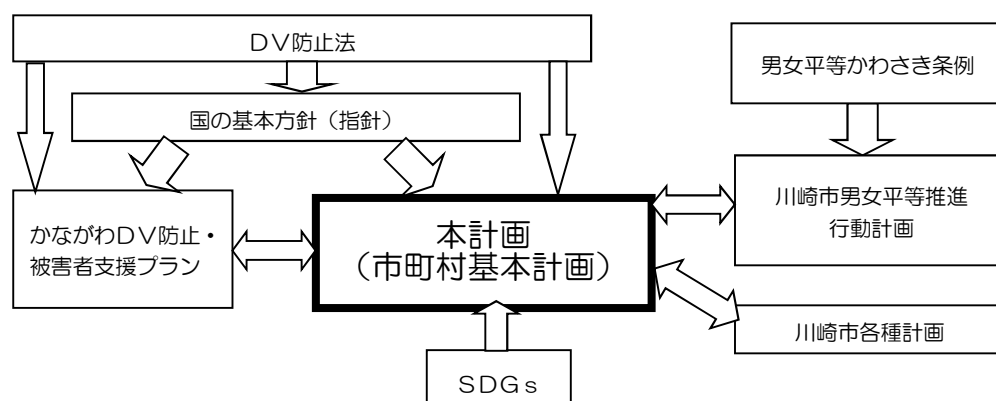 ＤＶ防止法
国の基本方針（指針）
男女平等かわさき条例
かながわＤＶ防止・
被害者支援プラン
本計画
（市町村基本計画）
川崎市男女平等推進
行動計画
川崎市各種計画
ＳＤＧｓ